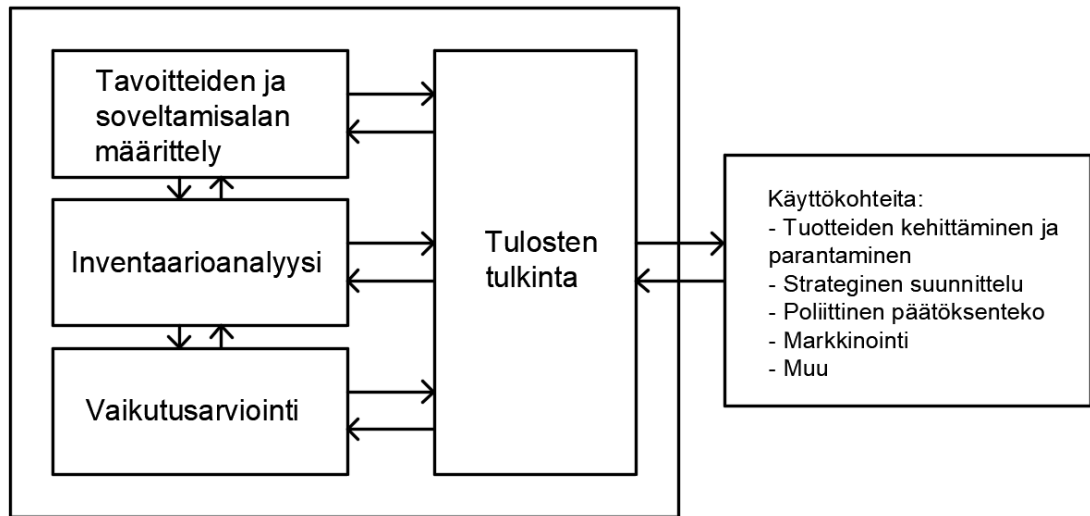 Tavoitteiden ja
soveltamisalan
määrittely
Inventaarioanalyysi
Vaikutusarviointi
Tulosten
tulkinta
Käyttökohteita:
- Tuotteiden kehittäminen ja
parantaminen
- Strateginen suunnittelu
- Poliittinen päätöksenteko
- Markkinointi
- Muu